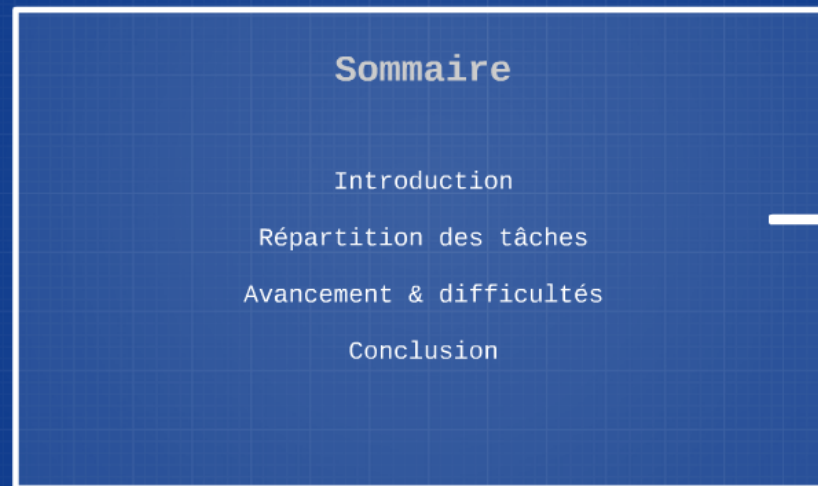 Sommaire
Introduction
Répartition des tâches
Avancement & difficultés
Conclusion